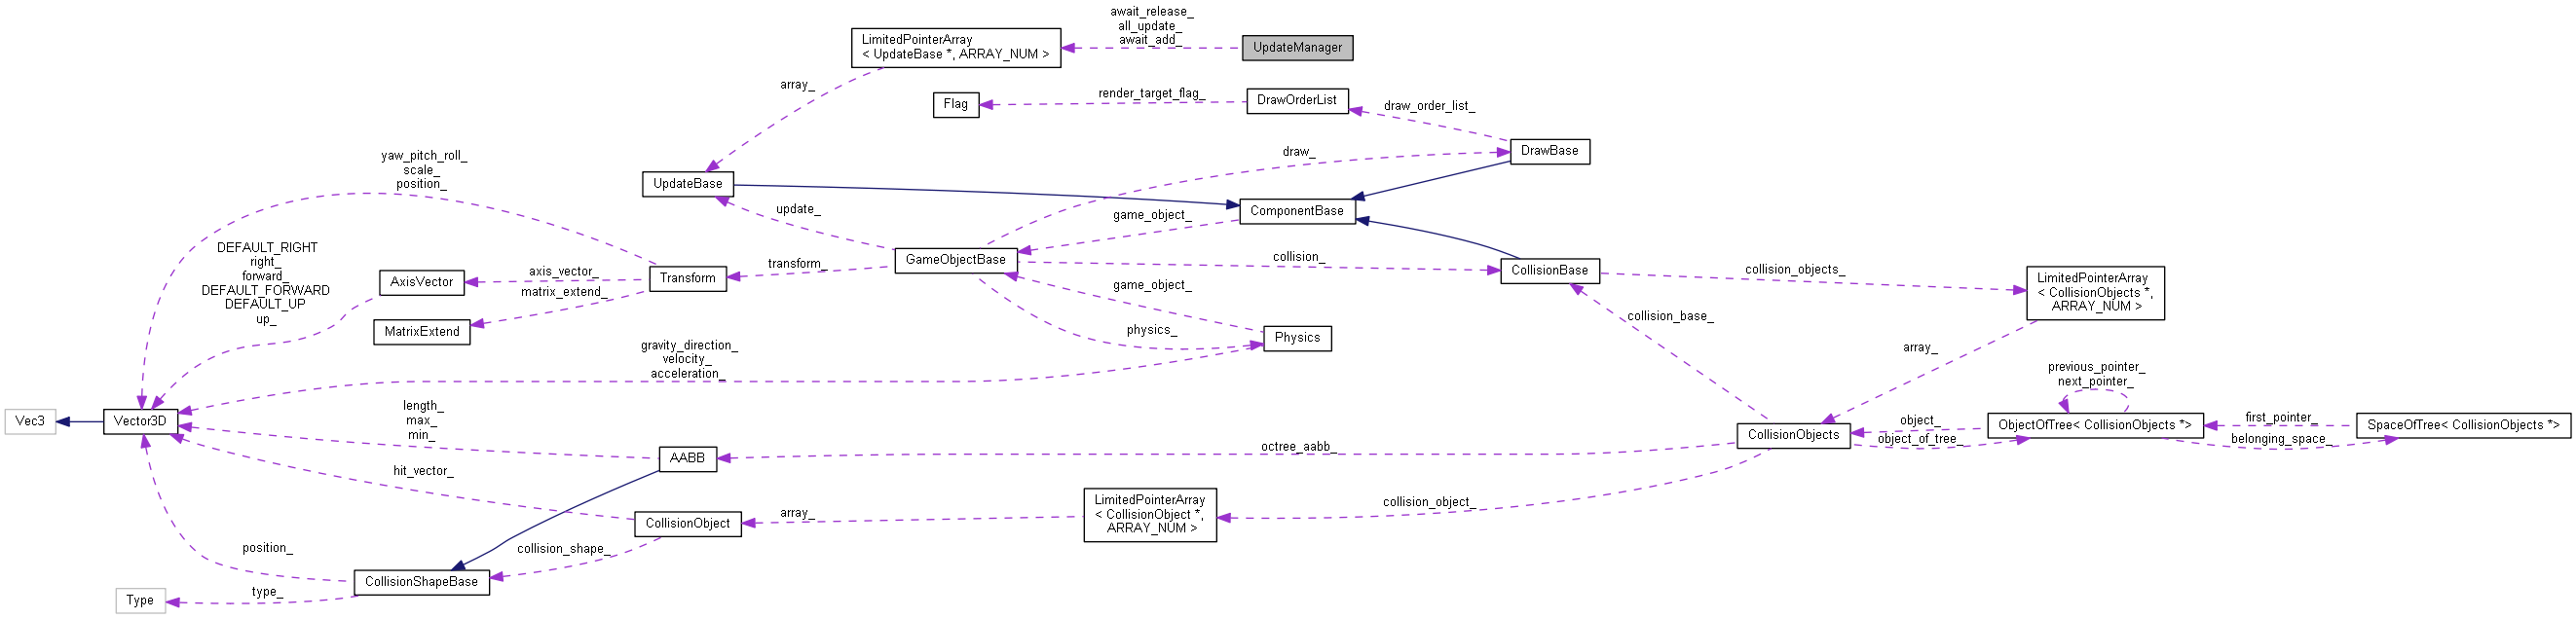 await_release_
all_update_
await_add_
LimitedPointerArray
< UpdateBase *, ARRAY_NUM >
UpdateManager
array_
Flag
render_target_flag_
DrawOrderList
draw_order_list_
DrawBase
draw_
yaw_pitch_roll_
scale_
position_
UpdateBase
update_
ComponentBase
game_object_
GameObjectBase
collision_
CollisionBase
collision_objects_
LimitedPointerArray
< CollisionObjects *,
ARRAY_NUM >
DEFAULT_RIGHT
right_
forward_
DEFAULT_FORWARD
DEFAULT_UP
up_
AxisVector
axis_vector_
matrix_extend_
Transform
transform_
MatrixExtend
game_object_
physics_
Physics
collision_base_
gravity_direction_
velocity_
acceleration_
array_
previous_pointer_
next_pointer_
Vec3
Vector3D
length_
max_
min_
AABB
octree_aabb_
CollisionObjects
object_
object_of_tree_
ObjectOfTree< CollisionObjects *>
first_pointer_
belonging_space_
SpaceOfTree< CollisionObjects *>
hit_vector_
CollisionObject
array_
LimitedPointerArray
< CollisionObject *,
ARRAY_NUM >
collision_object_
position_
collision_shape_
CollisionShapeBase
Type
type_